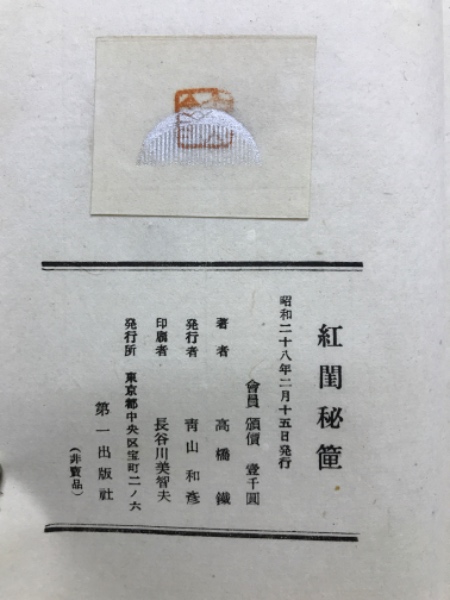 紅閨秘筺
昭和二十八年二月十五日発行
會員頒價 壹千圓
著者 高橋鐵
発行者 青山和彦
印刷者 長谷川美智夫
発行所 東京都中央区宝町二ノ六
第一出版社
(非賣品)